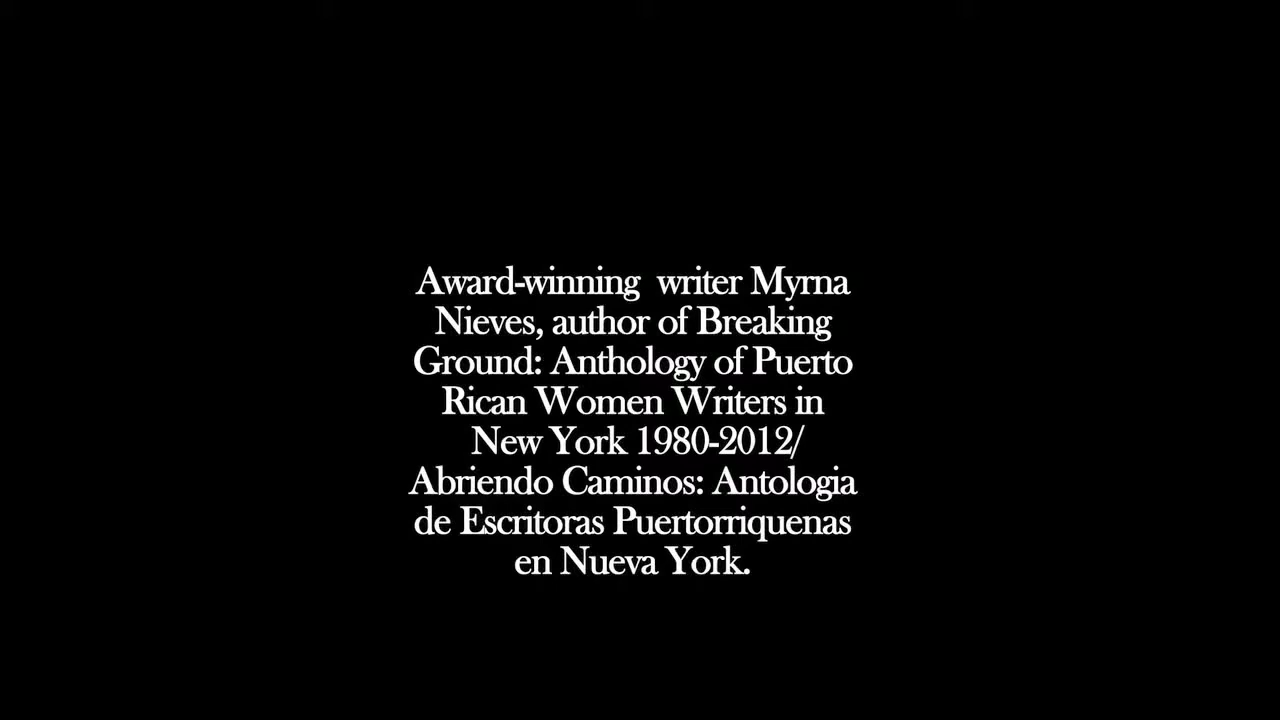 Award-winning  writer Myrna
Nieves, author of Breaking
Ground: Anthology of Puerto
Rican Women Writers in
New York 1980-2012/
Abriendo Caminos: Antologia
de Escritoras Puertorriquenas
en Nueva York.